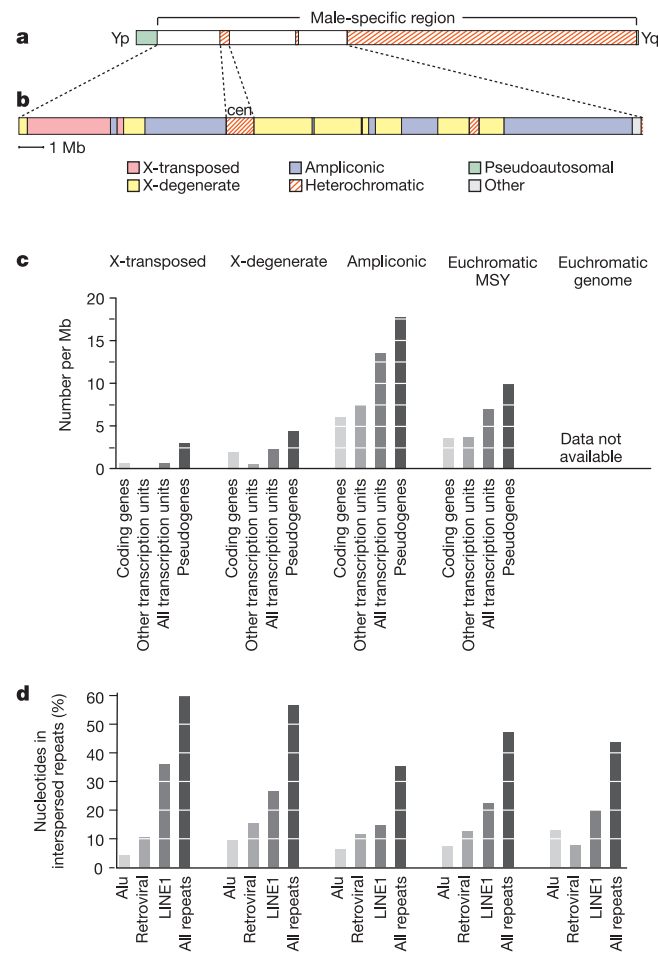 Male-specific region
a
Yp
Yq
b
cen
1 Mb
X-transposed
Ampliconic
Pseudoautosomal
X-degenerate
Heterochromatic
Other
c
X-transposed
X-degenerate
Ampliconic
Euchromatic MSY
Euchromatic genome
Number per Mb
20
15
10
5
0
Data not
available
Coding genes
Other transcription units
All transcription units
Pseudogenes
Coding genes
Other transcription units
All transcription units
Pseudogenes
Coding genes
Other transcription units
All transcription units
Pseudogenes
Coding genes
Other transcription units
All transcription units
Pseudogenes
d
Nucleotides in
interspersed repeats (%)
60
50
40
30
20
10
0
Alu
Retroviral
LINE1
All repeats
Alu
Retroviral
LINE1
All repeats
Alu
Retroviral
LINE1
All repeats
Alu
Retroviral
LINE1
All repeats
Alu
Retroviral
LINE1
All repeats